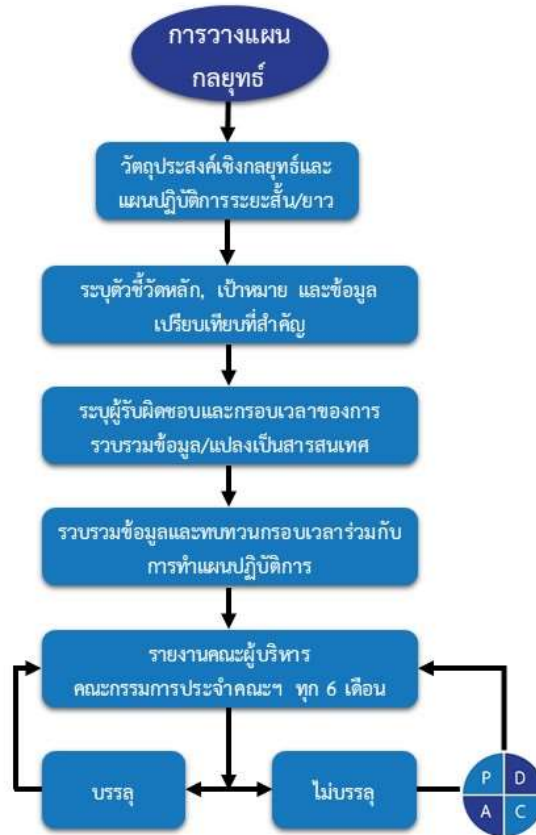 การวางแผน
กลยุทธ์
วัตถุประสงค์เชิงกลยุทธ์และ
แผนปฏิบัติการระยะสั้น/ยาว
ระบุตัวชี้วัดหลัก, เป้าหมาย และข้อมูล
เปรียบเทียบที่สำคัญ
ระบุผู้รับผิดชอบและกรอบเวลาของการ
รวบรวมข้อมูล/แปลงเป็นสารสนเทศ
รวบรวมข้อมูลและทบทวนกรอบเวลาร่วมกับ
การทำแผนปฏิบัติการ
รายงานคณะผู้บริหาร
คณะกรรมการประจำคณะฯ ทุก 6 เดือน
บรรลุ
ไม่บรรลุ
P D
A C